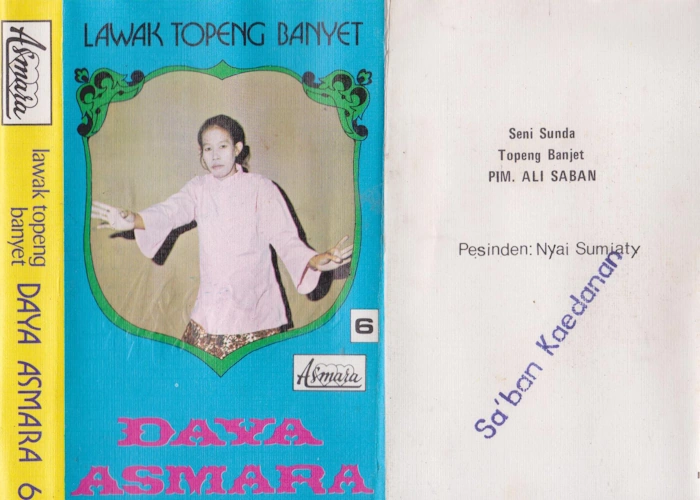 Asmara
lawak topeng
banyet
DAYA ASMARA 6
LAWAK TOPENG BANYET
6
Asmara
DAYA
ASMARA
Seni Sunda
Topeng Banjet
PIM. ALI SABAN
Pesinden: Nyai Sumiaty
Sa'ban Kaedanan